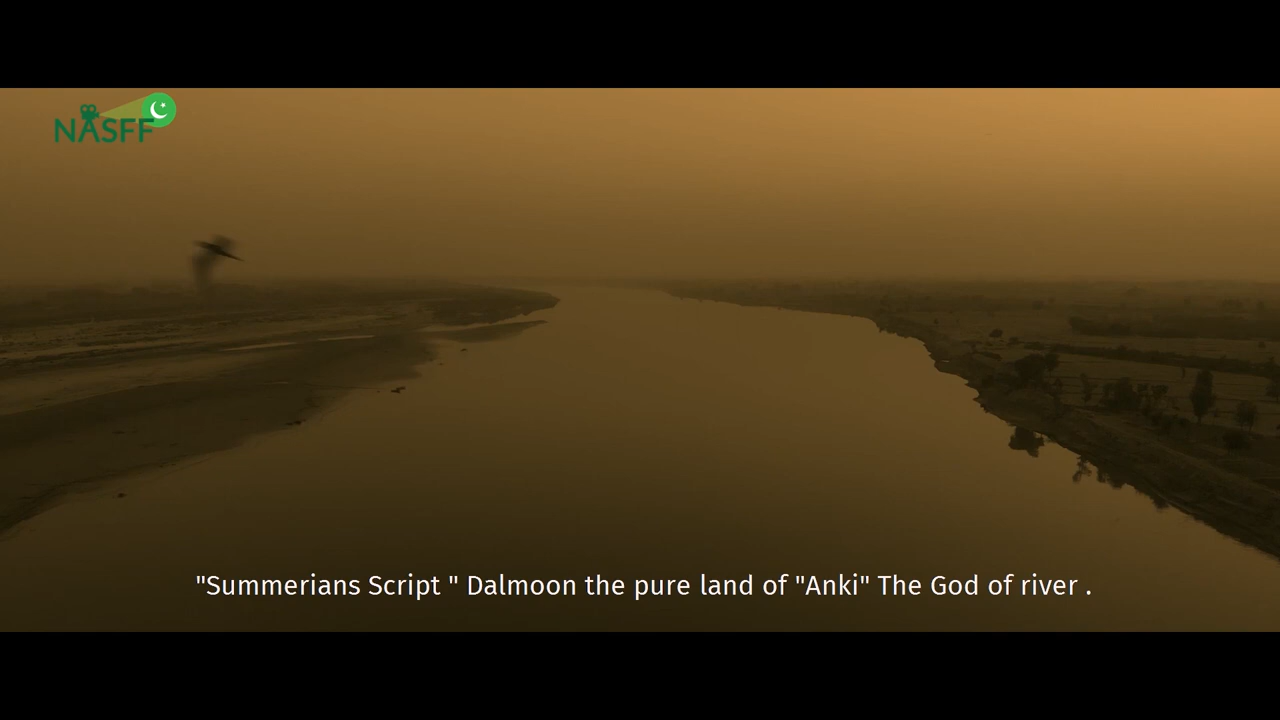 NASFF
"Summerians Script " Dalmoon the pure land of "Anki" The God of river .